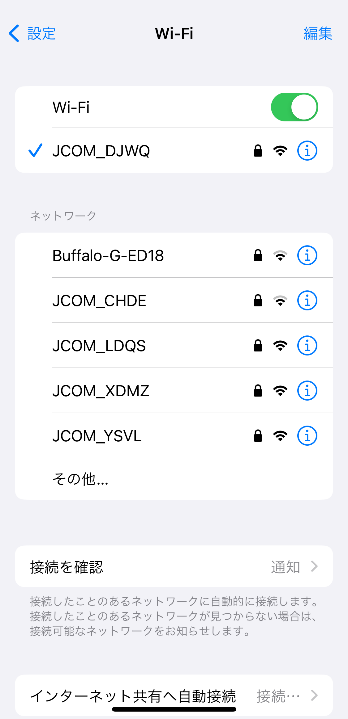 設定
Wi-Fi
編集
Wi-Fi
JCOM_DJWQ
ネットワーク
Buffalo-G-ED18
JCOM_CHDE
JCOM_LDQS
JCOM_XDMZ
JCOM_YSVL
その他...
接続を確認 通知
接続したことのあるネットワークに自動的に接続します。
接続したことのあるネットワークが見つからない場合は、
接続可能なネットワークをお知らせします。
インターネット共有へ自動接続 接続…